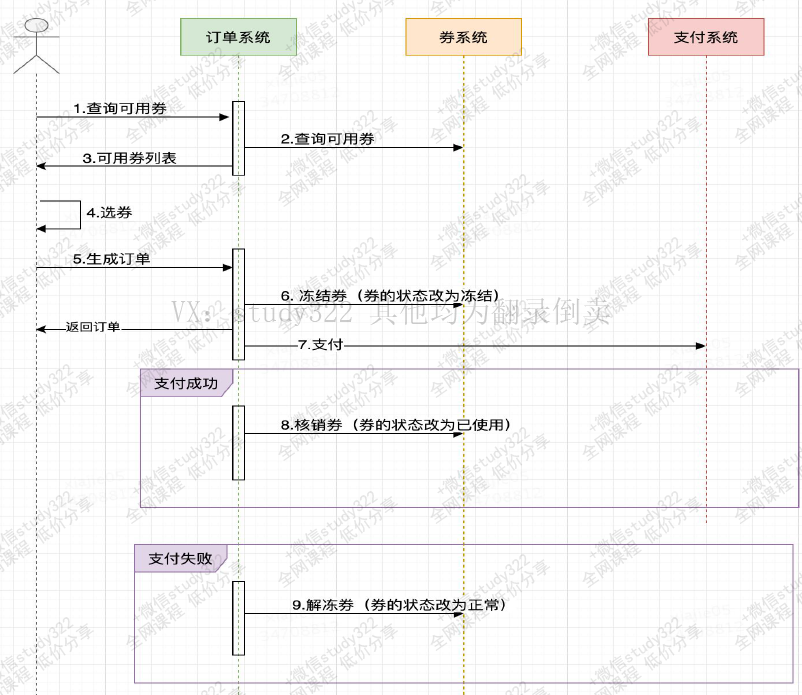 订单系统
券系统
支付系统
1.查询可用券
2.查询可用券
3.可用券列表
4.选券
5.生成订单
6. 冻结券（券的状态改为冻结）
VX: study322 其他均为翻录倒卖
返回订单
7.支付
支付成功
8.核销券（券的状态改为已使用）
支付失败
9.解冻券（券的状态改为正常）
+微信study322
全网课程 低价分享